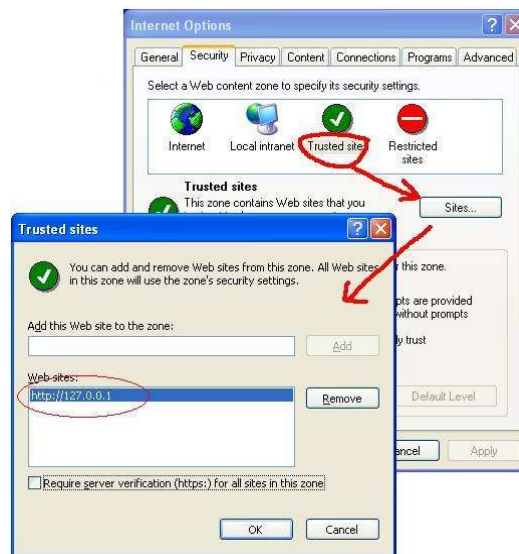 Internet Options
General Security Privacy Content Connections Programs Advanced
Select a Web content zone to specify its security settings.
Internet Local intranet Trusted sites Restricted sites
Trusted sites
This zone contains Web sites that you
Sites...
this zone.
pts are provided
without prompts
ly trust
Default Level
ancel Apply
Trusted sites
You can add and remove Web sites from this zone. All Web sites
in this zone will use the zone's security settings.
Add this Web site to the zone:
Add
Web sites:
http://127.0.0.1
Remove
Require server verification (https:) for all sites in this zone
OK Cancel